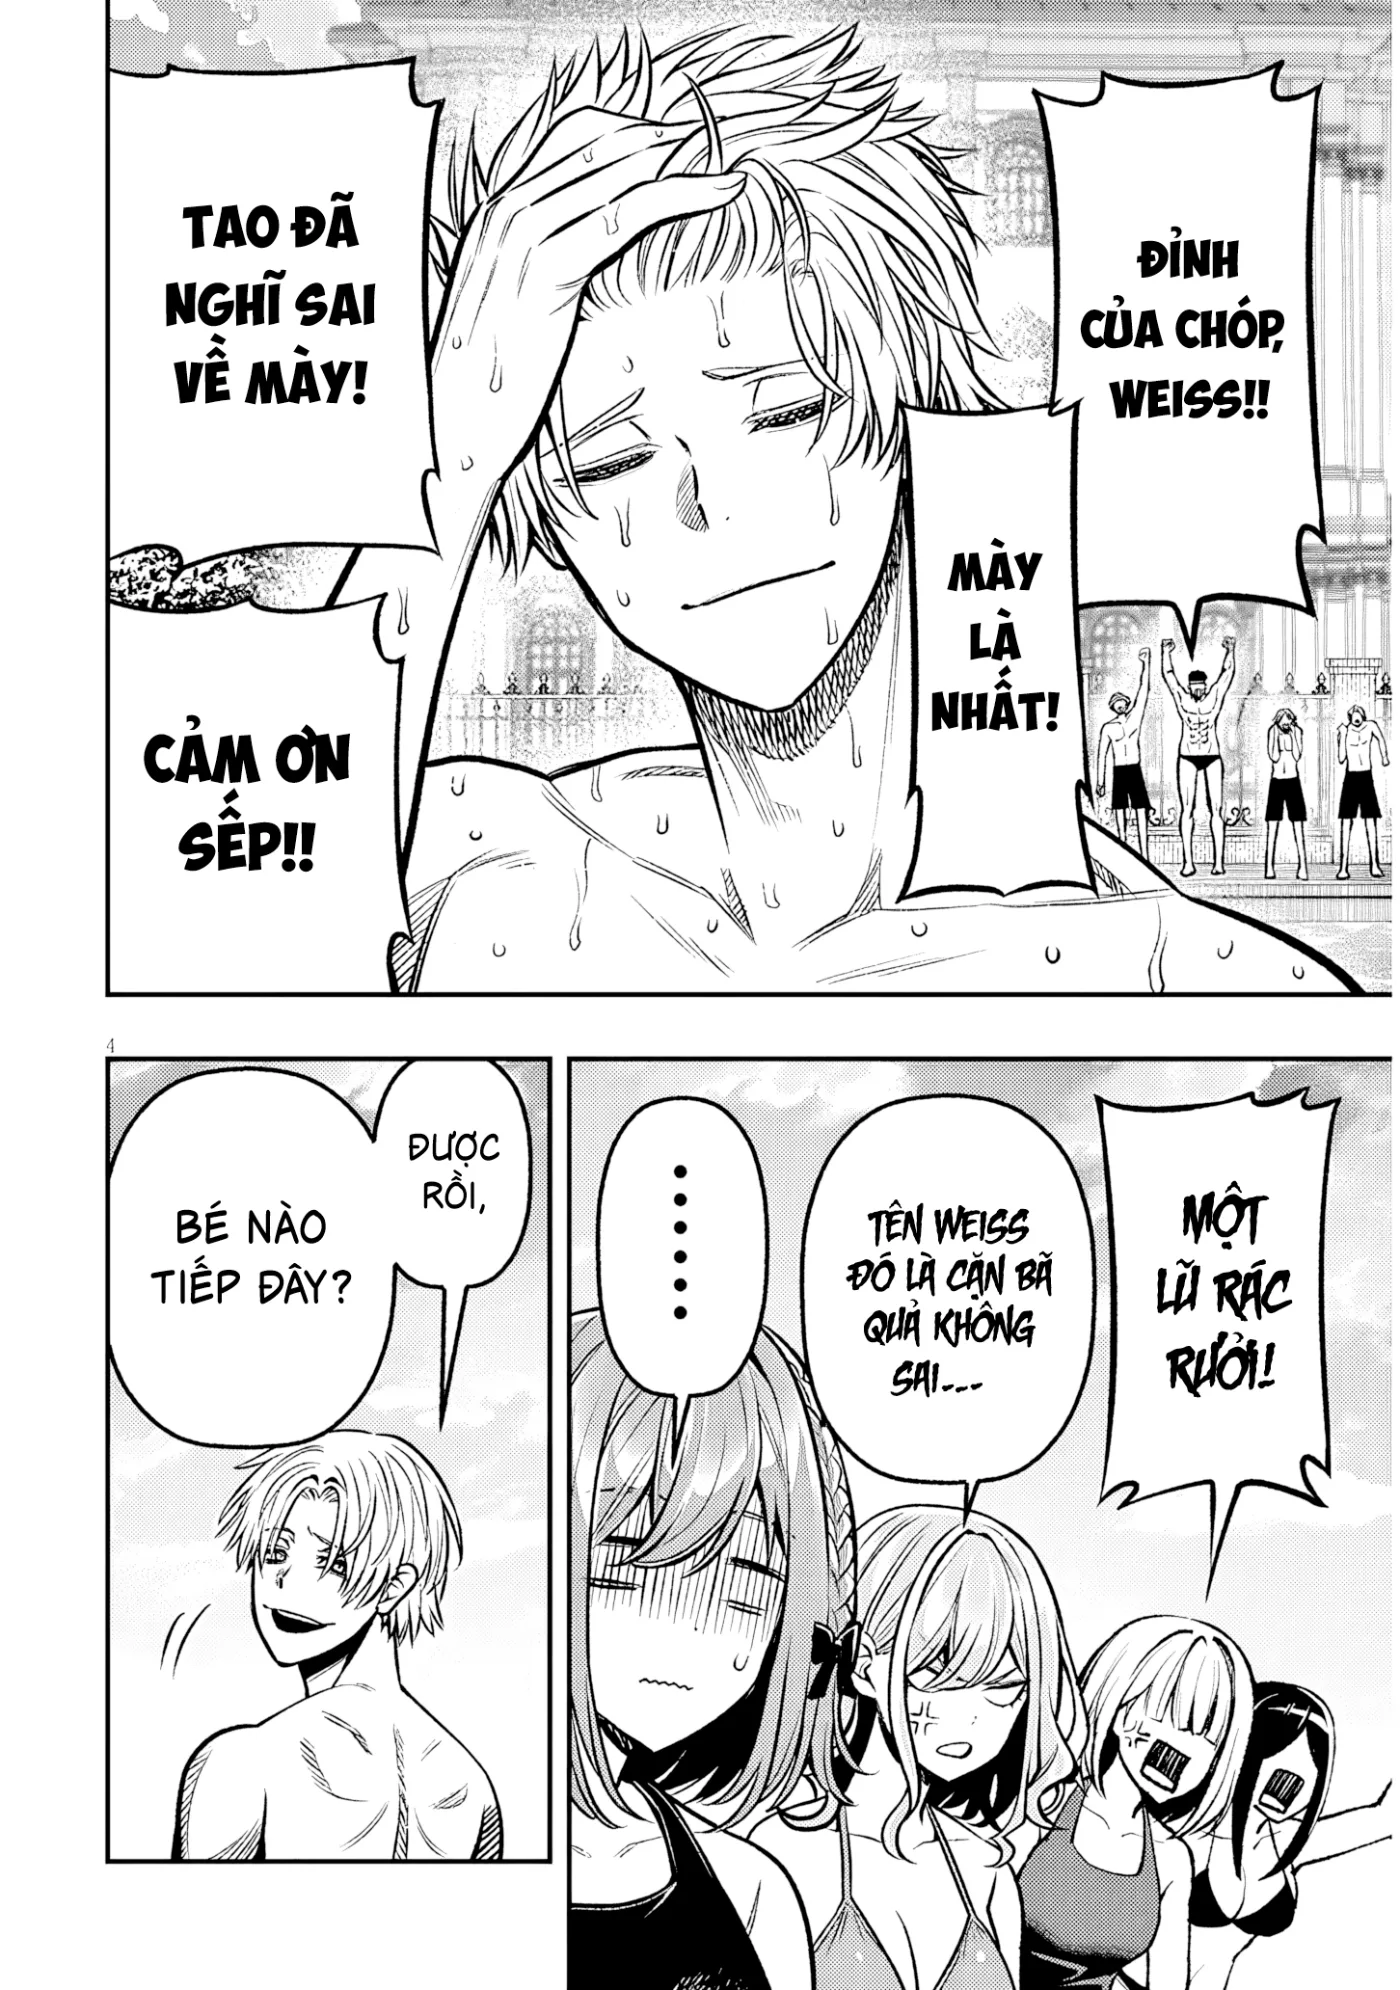 ĐỈNH
CỦA CHÓP,
WEISS!!
MÀY
LÀ
NHẤT!
TAO ĐÃ
NGHĨ SAI
VỀ MÀY!
CẢM ƠN
SẾP!!
4
MỘT
LŨ RÁC
RƯỞI!
TÊN WEISS
ĐÓ LÀ CẶN BÃ
QUẢ KHÔNG
SAI...
......
ĐƯỢC
RỒI,
BÉ NÀO
TIẾP ĐÂY?